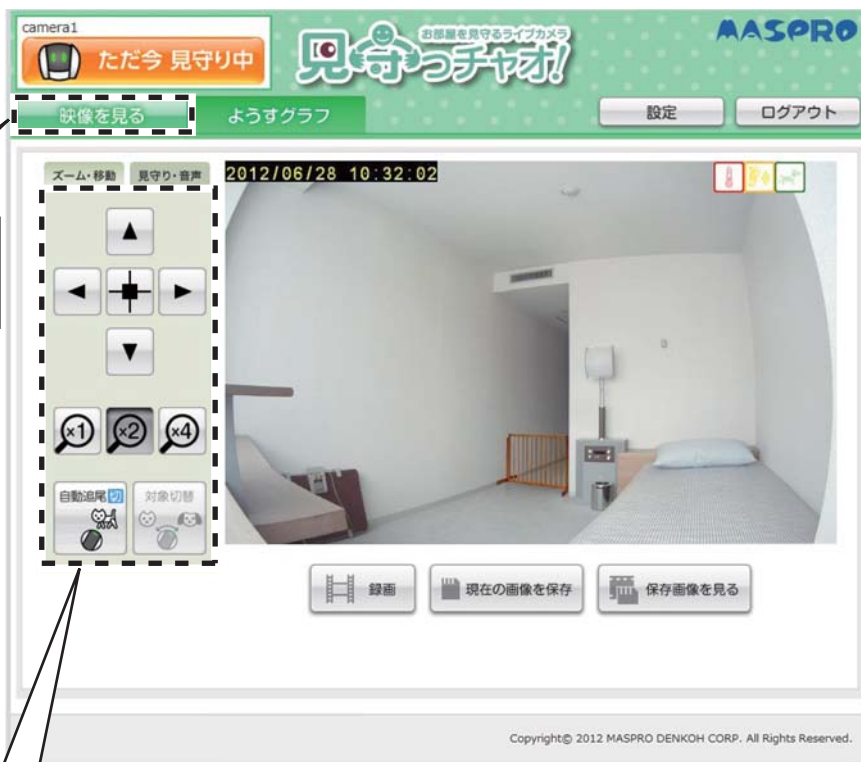 camera1
ただ今 見守り中
お部屋を見守るライブカメラ
見守っチャオ!
MASPRO
映像を見る
ようすグラフ
設定
ログアウト
ズーム・移動
見守り・音声
2012/06/28 10:32:02
×1
×2
×4
自動追尾 切
対象切替
録画
現在の画像を保存
保存画像を見る
Copyright© 2012 MASPRO DENKOH CORP. All Rights Reserved.